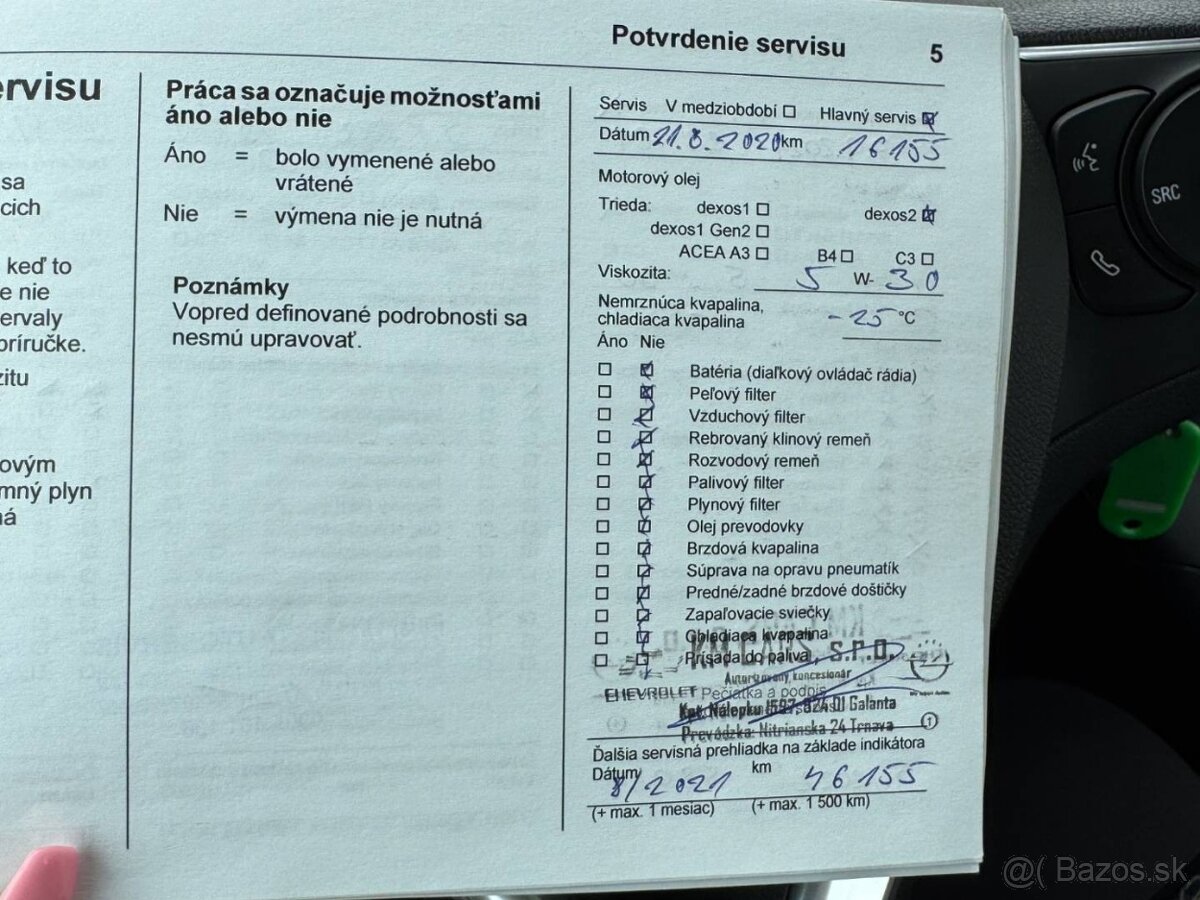 Potvrdenie servisu 5
ervisu
sa
cich
keď to
e nie
ervaly
príručke.
zitu
ovým
mný plyn
ná
Práca sa označuje možnosťami
áno alebo nie
Áno = bolo vymenené alebo
vrátené
Nie = výmena nie je nutná
Poznámky
Vopred definované podrobnosti sa
nesmú upravovať.
Servis V medziobdobí Hlavný servis
Dátum 21.8.2020 km 16155
Motorový olej
Trieda: dexos1 dexos2
dexos1 Gen2
ACEA A3 B4 C3
Viskozita: 5 W- 30
Nemrznúca kvapalina,
chladiaca kvapalina -25 °C
Áno Nie
Batéria (diaľkový ovládač rádia)
Peľový filter
Vzduchový filter
Rebrovaný klinový remeň
Rozvodový remeň
Palivový filter
Plynový filter
Olej prevodovky
Brzdová kvapalina
Súprava na opravu pneumatík
Predné/zadné brzdové doštičky
Zapaľovacie sviečky
Chladiaca kvapalina
Prísada do paliva
s.r.o.
Autorizovaný koncesionár
CHEVROLET Pečiatka a podpis
Kpt. Nálepku 1597, 924 01 Galanta
Prevádzka: Nitrianska 24 Trnava 1
Ďalšia servisná prehliadka na základe indikátora
Dátum 8/2021 km 46155
(+ max. 1 mesiac) (+ max. 1 500 km)
SRC
@( Bazos.sk